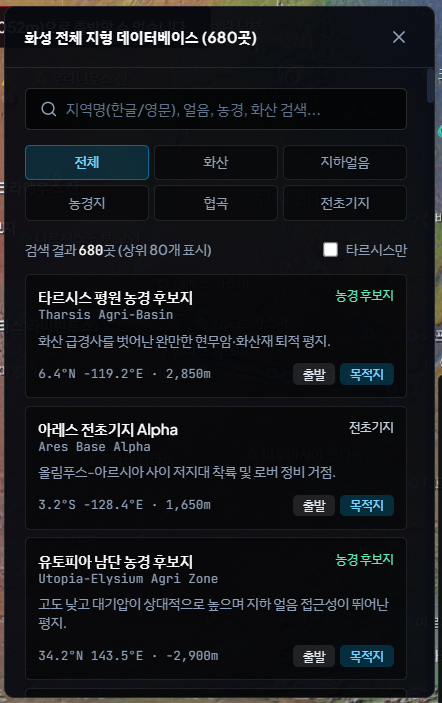 화성 전체 지형 데이터베이스 (680곳)
지역명(한글/영문), 얼음, 농경, 화산 검색...
전체
화산
지하얼음
농경지
협곡
전초기지
검색 결과 680곳 (상위 80개 표시)
타르시스만
타르시스 평원 농경 후보지
농경 후보지
Tharsis Agri-Basin
화산 급경사를 벗어난 완만한 현무암·화산재 퇴적 평지.
6.4°N -119.2°E · 2,850m
출발
목적지
아레스 전초기지 Alpha
전초기지
Ares Base Alpha
올림푸스-아르시아 사이 저지대 착륙 및 로버 정비 거점.
3.2°S -128.4°E · 1,650m
출발
목적지
유토피아 남단 농경 후보지
농경 후보지
Utopia-Elysium Agri Zone
고도 낮고 대기압이 상대적으로 높으며 지하 얼음 접근성이 뛰어난
평지.
34.2°N 143.5°E · -2,900m
출발
목적지